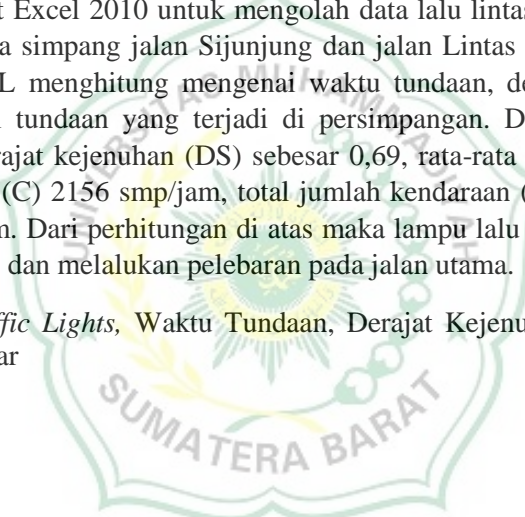 t Excel 2010 untuk mengolah data lalu lintas
a simpang jalan Sijunjung dan jalan Lintas
L menghitung mengenai waktu tundaan, de
tundaan yang terjadi di persimpangan. D
rajat kejenuhan (DS) sebesar 0,69, rata-rata
(C) 2156 smp/jam, total jumlah kendaraan (
m. Dari perhitungan di atas maka lampu lalu
dan melalukan pelebaran pada jalan utama.
ffic Lights, Waktu Tundaan, Derajat Kejenu
ar
UNIVERSITAS MUHAMMADIYAH
SUMATERA BARAT